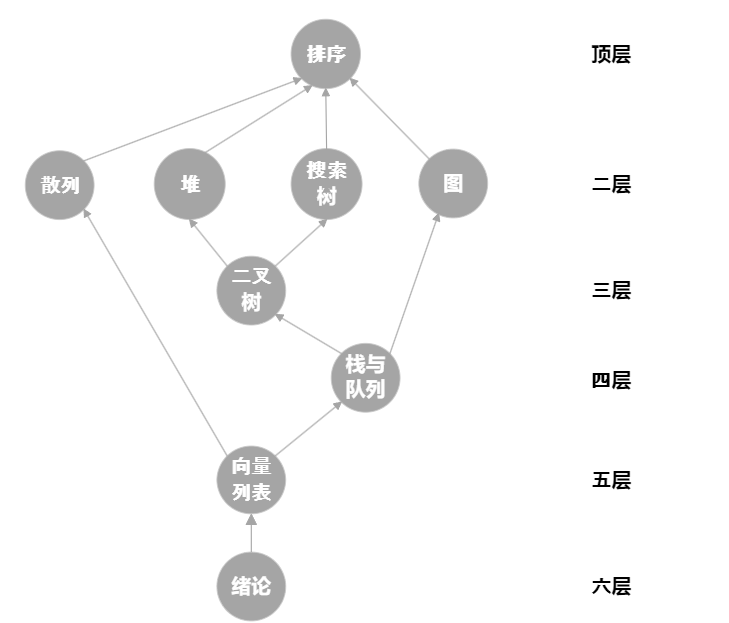 排序
顶层
散列
堆
搜索
树
图
二层
二叉
树
三层
栈与
队列
四层
向量
列表
五层
绪论
六层